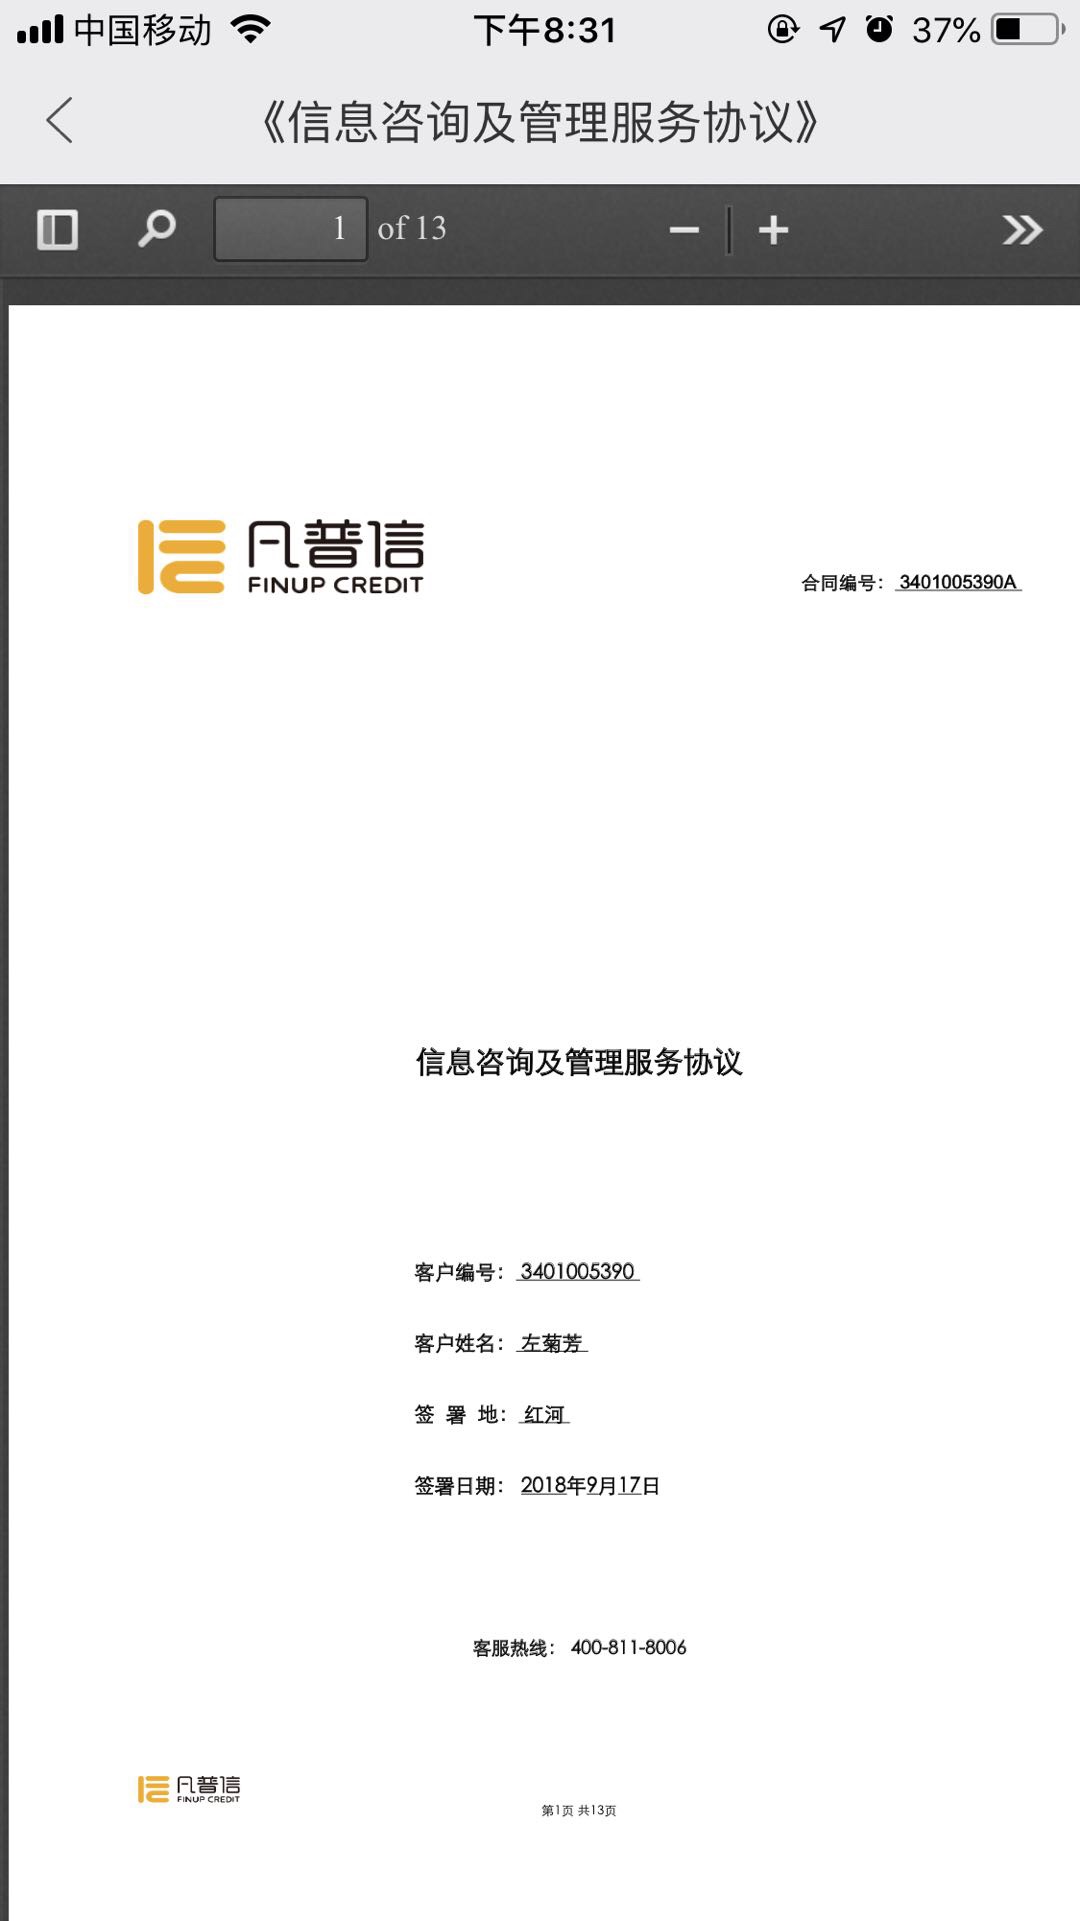 中国移动 下午8:31 37%
《信息咨询及管理服务协议》
1 of 13
凡普信
FINUP CREDIT
合同编号： 3401005390A
信息咨询及管理服务协议
客户编号： 3401005390
客户姓名： 左菊芳
签 署 地： 红河
签署日期： 2018年9月17日
客服热线： 400-811-8006
凡普信
FINUP CREDIT
第1页 共13页